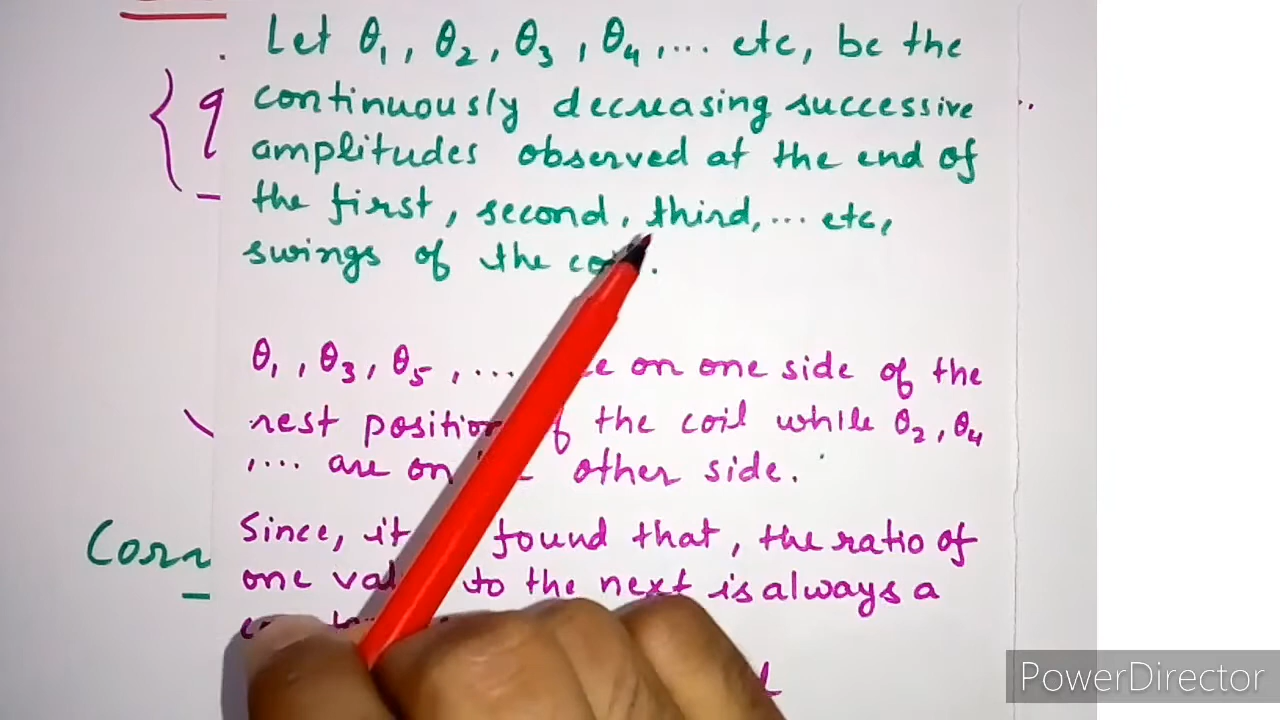 Let θ₁, θ₂, θ₃, θ₄, ... etc, be the
{ q continuously decreasing successive
amplitudes observed at the end of
the first, second, third, ... etc,
swings of the
θ₁, θ₃, θ₅, ... on one side of the
rest position the coil while θ₂, θ₄
, ... are on other side.
Since, it found that, the ratio of
Corr
one to the next is always a
PowerDirector